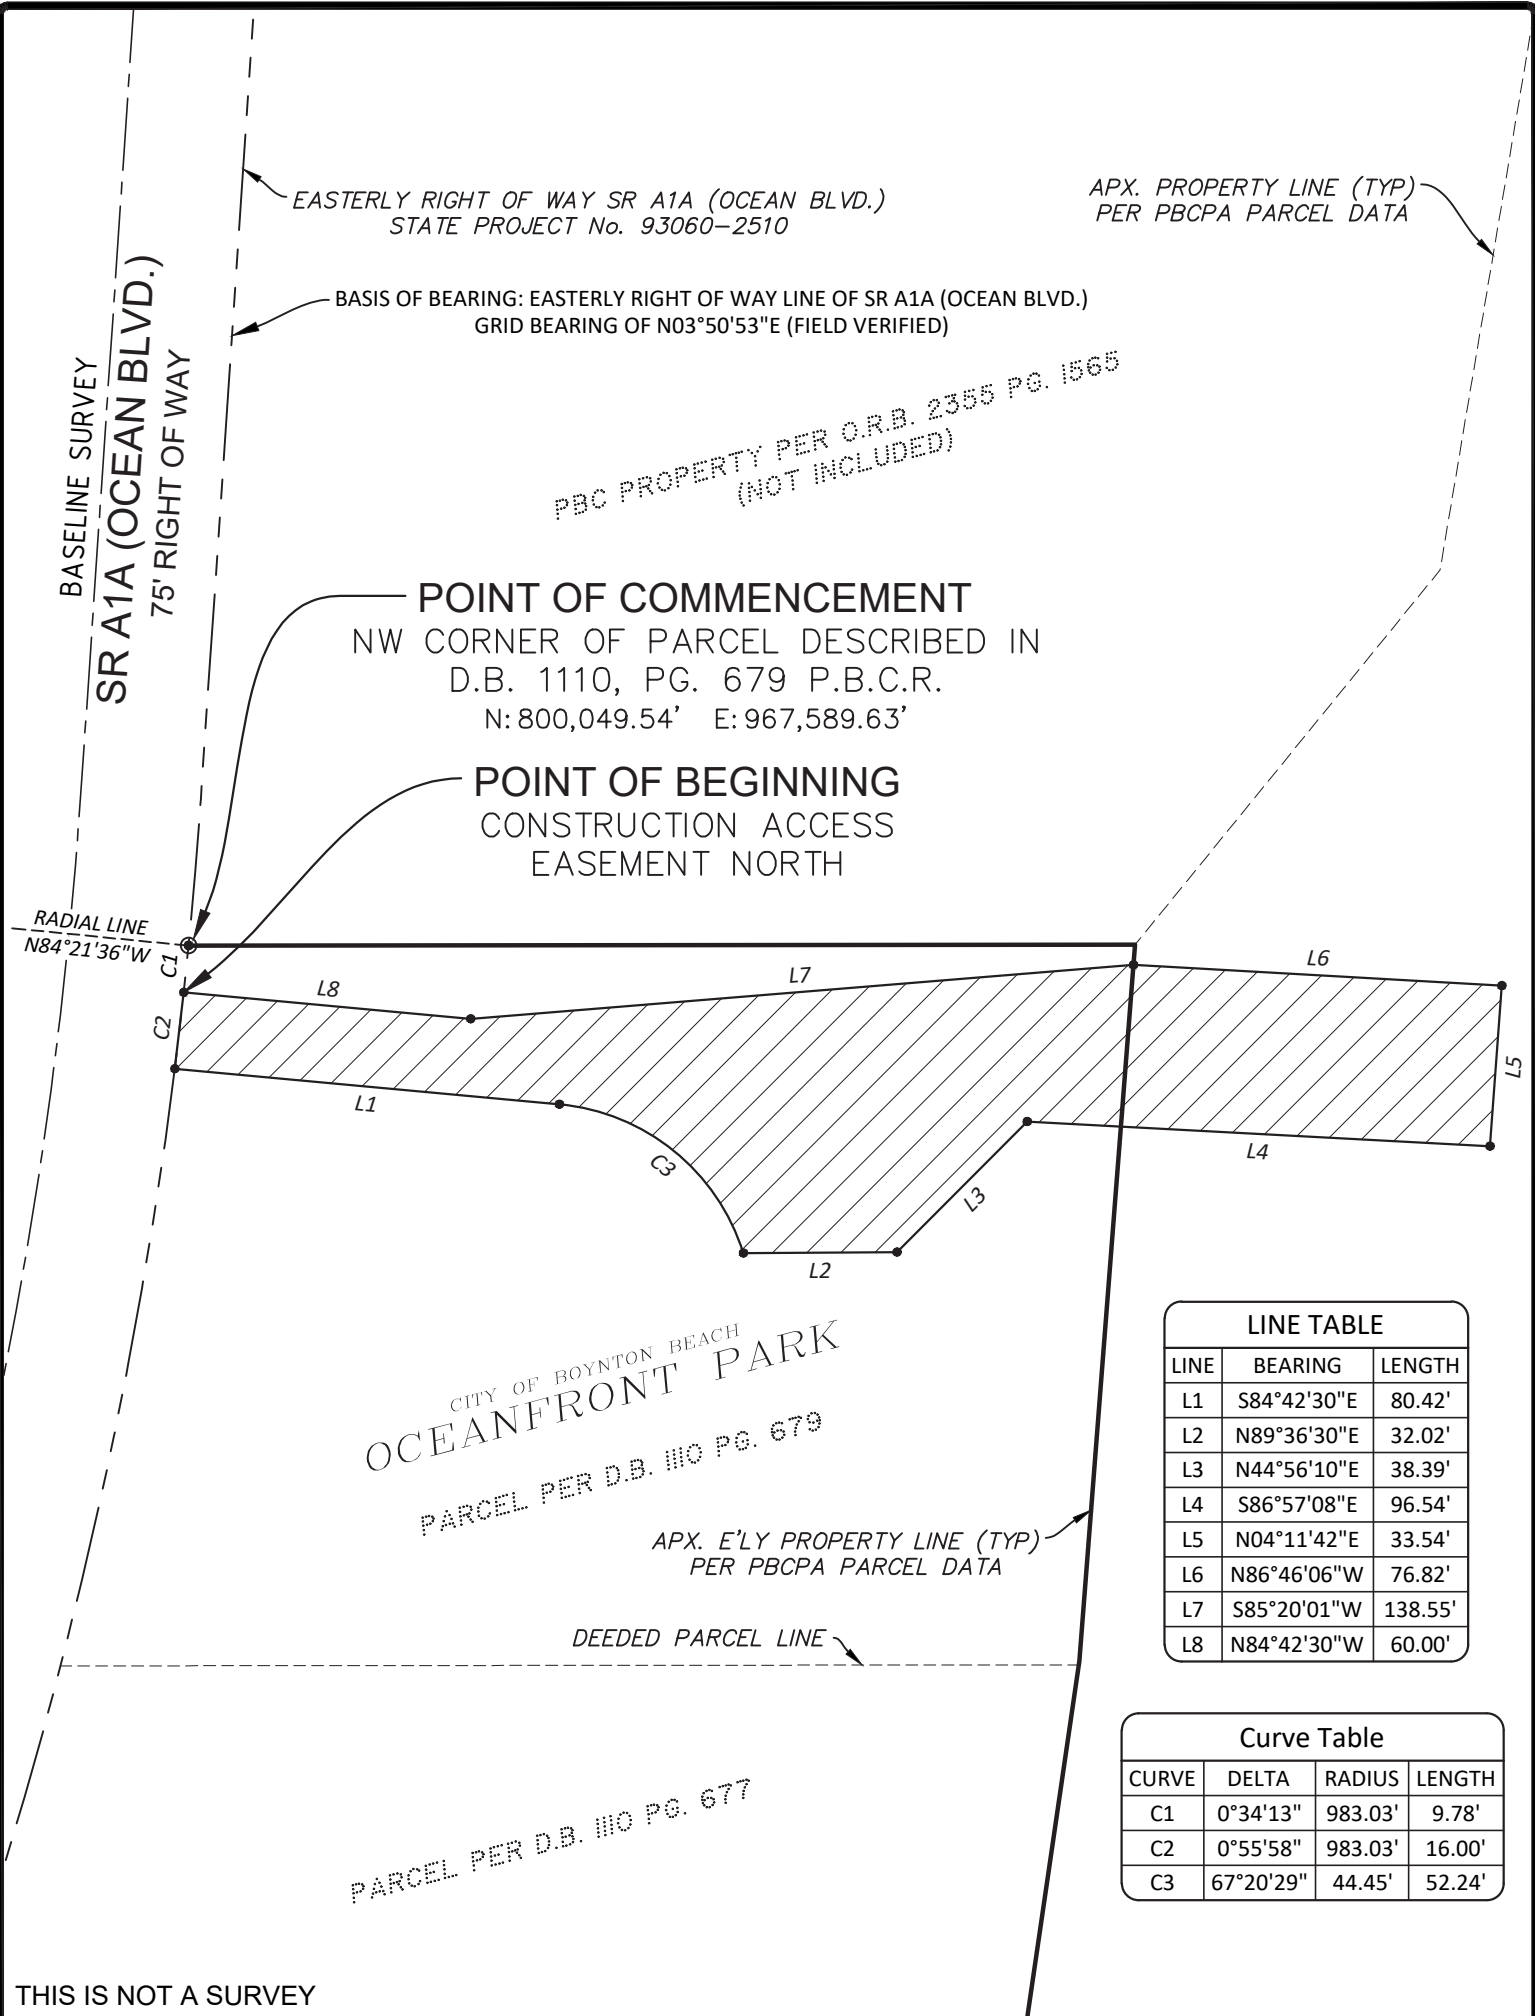 EASTERLY RIGHT OF WAY SR A1A (OCEAN BLVD.)
STATE PROJECT No. 93060-2510
APX. PROPERTY LINE (TYP)
PER PBCPA PARCEL DATA
BASIS OF BEARING: EASTERLY RIGHT OF WAY LINE OF SR A1A (OCEAN BLVD.)
GRID BEARING OF N03°50'53"E (FIELD VERIFIED)
BASELINE SURVEY
SR A1A (OCEAN BLVD.)
75' RIGHT OF WAY
PBC PROPERTY PER O.R.B. 2355 PG. 1565
(NOT INCLUDED)
POINT OF COMMENCEMENT
NW CORNER OF PARCEL DESCRIBED IN
D.B. 1110, PG. 679 P.B.C.R.
N: 800,049.54' E: 967,589.63'
POINT OF BEGINNING
CONSTRUCTION ACCESS
EASEMENT NORTH
RADIAL LINE
N84°21'36"W
C1
L8
L7
L6
C2
L5
L1
C3
L4
L3
L2
CITY OF BOYNTON BEACH
OCEANFRONT PARK
PARCEL PER D.B. 1110 PG. 679
APX. E'LY PROPERTY LINE (TYP)
PER PBCPA PARCEL DATA
DEEDED PARCEL LINE
PARCEL PER D.B. 1110 PG. 677
LINE TABLE
LINE BEARING LENGTH
L1 S84°42'30"E 80.42'
L2 N89°36'30"E 32.02'
L3 N44°56'10"E 38.39'
L4 S86°57'08"E 96.54'
L5 N04°11'42"E 33.54'
L6 N86°46'06"W 76.82'
L7 S85°20'01"W 138.55'
L8 N84°42'30"W 60.00'
Curve Table
CURVE DELTA RADIUS LENGTH
C1 0°34'13" 983.03' 9.78'
C2 0°55'58" 983.03' 16.00'
C3 67°20'29" 44.45' 52.24'
THIS IS NOT A SURVEY